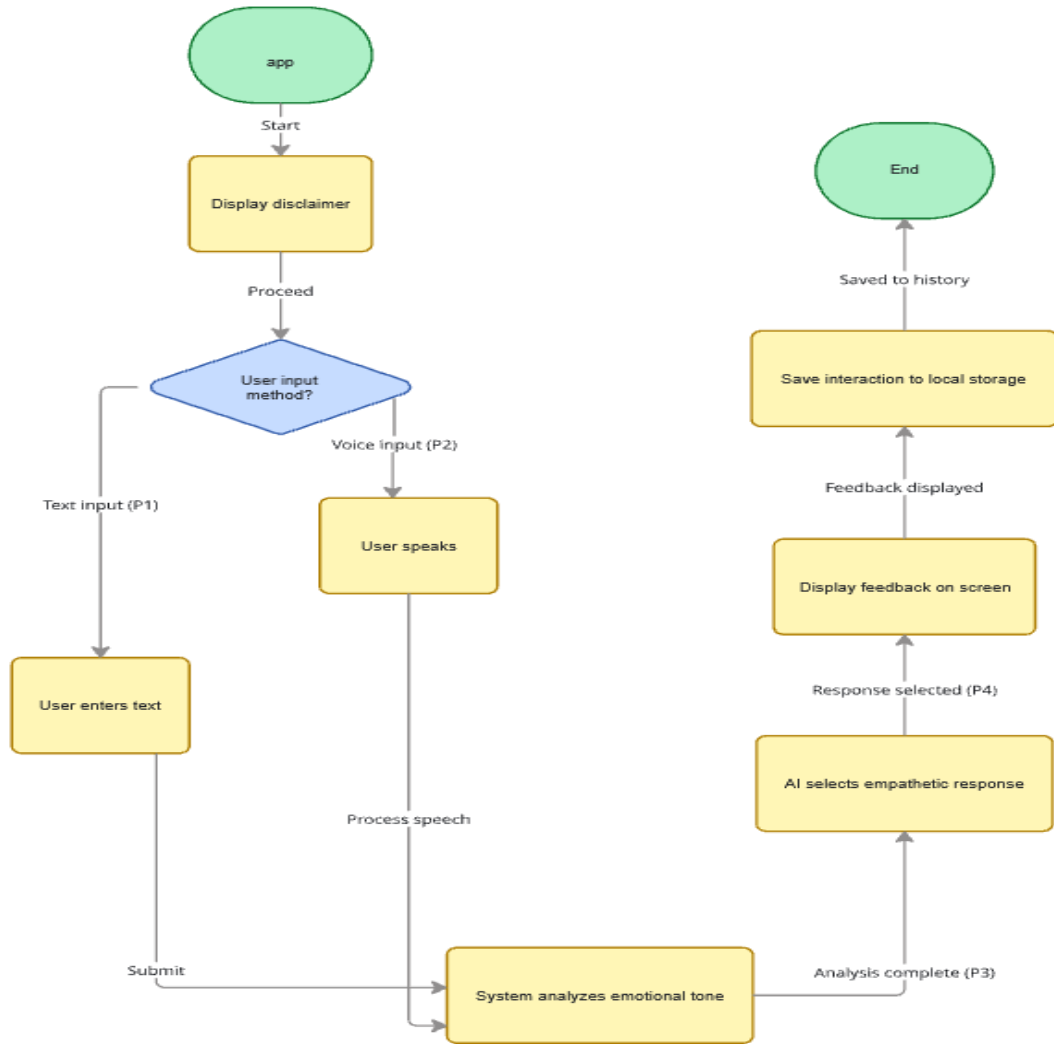 app
Start
Display disclaimer
Proceed
User input
method?
Voice input (P2)
Text input (P1)
User speaks
User enters text
Process speech
Submit
System analyzes emotional tone
Analysis complete (P3)
AI selects empathetic response
Response selected (P4)
Display feedback on screen
Feedback displayed
Save interaction to local storage
Saved to history
End